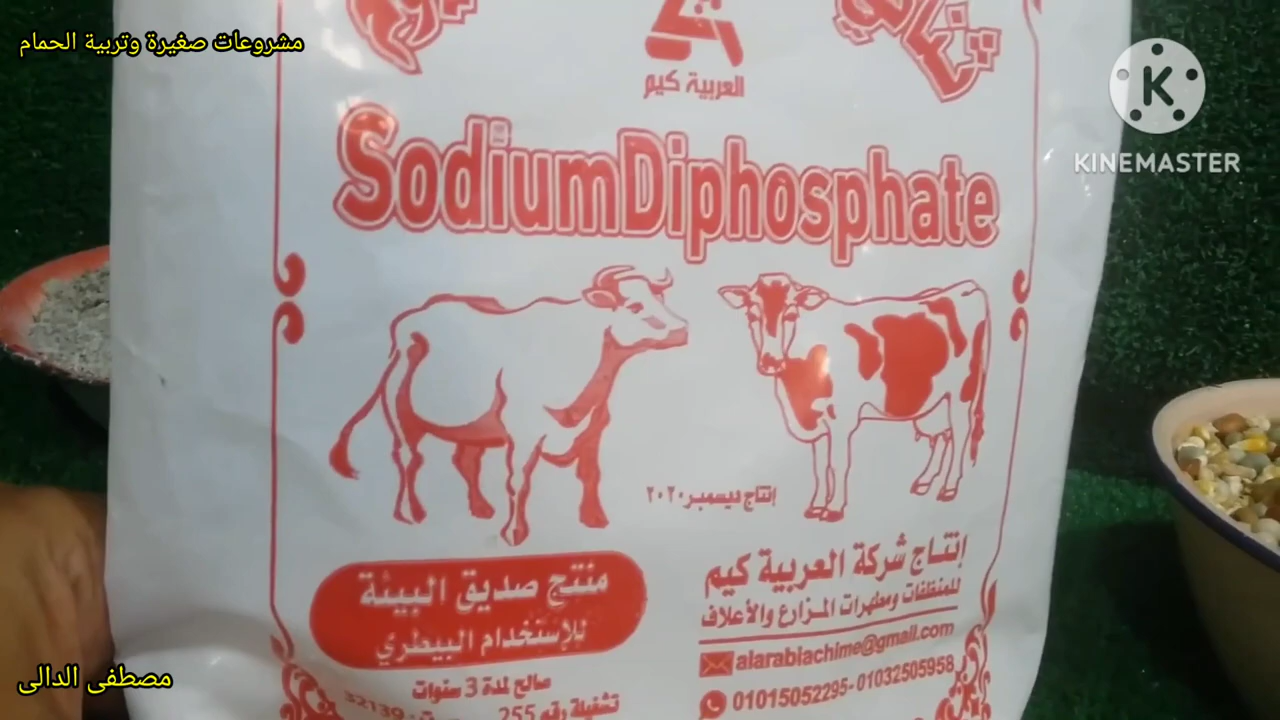 مشروعات صغيرة وتربية الحمام
العربية كيم
KINEMASTER
SodiumDiphosphate
إنتاج ديسمبر ٢٠٢٠
منتج صديق البيئة
للإستخدام البيطري
صالح لمدة 3 سنوات
تشغيلة رقم 255
32139
إنتاج شركة العربية كيم
للمنظفات ومطهرات المزارع والأعلاف
alarabiachime@gmail.com
01015052295-01032505958
مصطفى الدالى